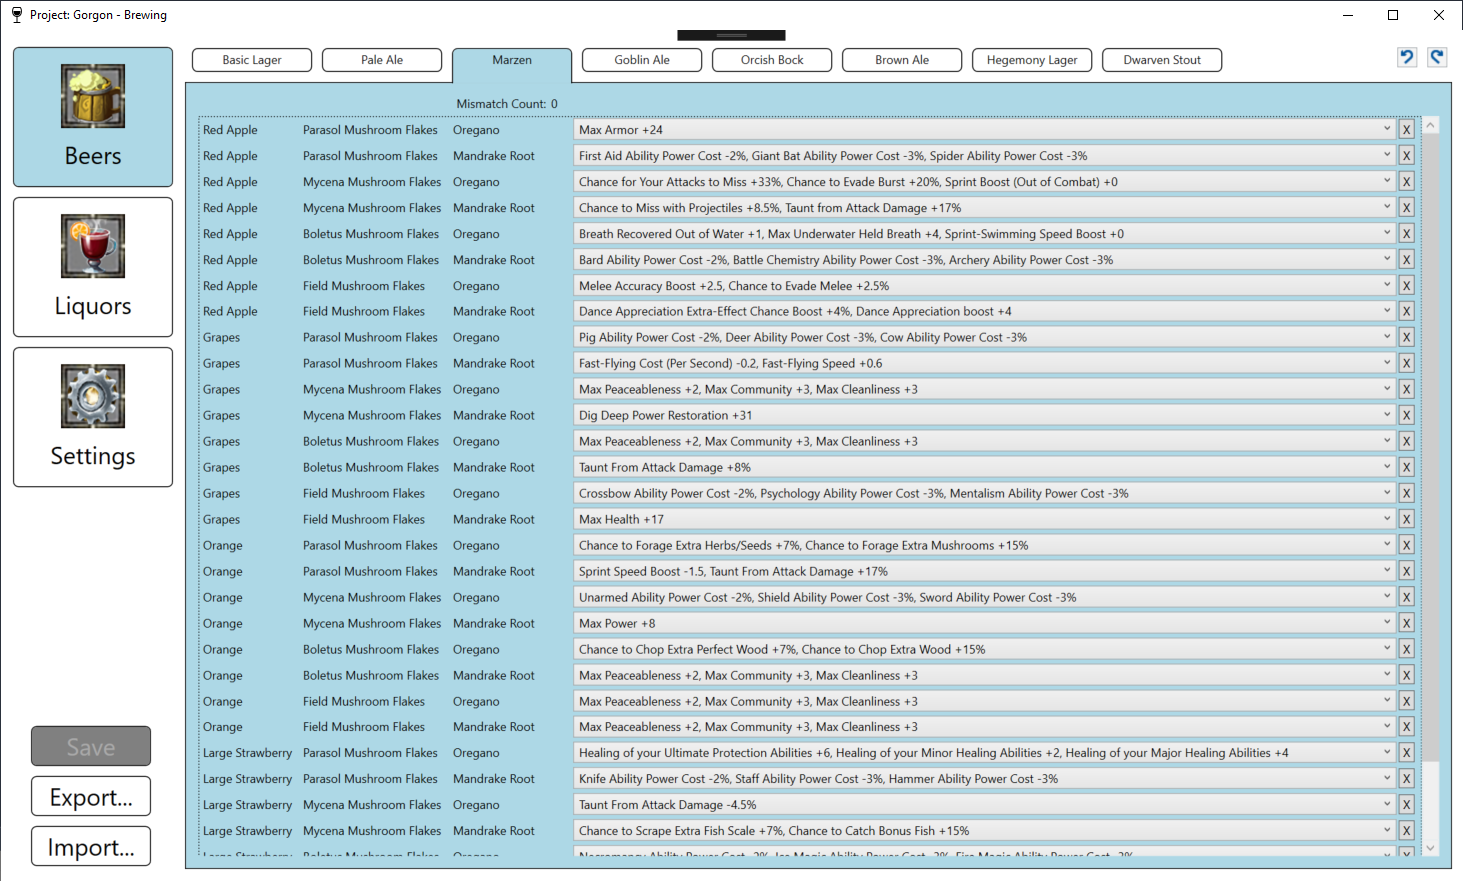 Project: Gorgon - Brewing
Beers
Liquors
Settings
Save
Export...
Import...
Basic Lager Pale Ale Marzen Goblin Ale Orcish Bock Brown Ale Hegemony Lager Dwarven Stout
Mismatch Count: 0
Red Apple Parasol Mushroom Flakes Oregano Max Armor +24 X
Red Apple Parasol Mushroom Flakes Mandrake Root First Aid Ability Power Cost -2%, Giant Bat Ability Power Cost -3%, Spider Ability Power Cost -3% X
Red Apple Mycena Mushroom Flakes Oregano Chance for Your Attacks to Miss +33%, Chance to Evade Burst +20%, Sprint Boost (Out of Combat) +0 X
Red Apple Mycena Mushroom Flakes Mandrake Root Chance to Miss with Projectiles +8.5%, Taunt from Attack Damage +17% X
Red Apple Boletus Mushroom Flakes Oregano Breath Recovered Out of Water +1, Max Underwater Held Breath +4, Sprint-Swimming Speed Boost +0 X
Red Apple Boletus Mushroom Flakes Mandrake Root Bard Ability Power Cost -2%, Battle Chemistry Ability Power Cost -3%, Archery Ability Power Cost -3% X
Red Apple Field Mushroom Flakes Oregano Melee Accuracy Boost +2.5, Chance to Evade Melee +2.5% X
Red Apple Field Mushroom Flakes Mandrake Root Dance Appreciation Extra-Effect Chance Boost +4%, Dance Appreciation boost +4 X
Grapes Parasol Mushroom Flakes Oregano Pig Ability Power Cost -2%, Deer Ability Power Cost -3%, Cow Ability Power Cost -3% X
Grapes Parasol Mushroom Flakes Mandrake Root Fast-Flying Cost (Per Second) -0.2, Fast-Flying Speed +0.6 X
Grapes Mycena Mushroom Flakes Oregano Max Peaceableness +2, Max Community +3, Max Cleanliness +3 X
Grapes Mycena Mushroom Flakes Mandrake Root Dig Deep Power Restoration +31 X
Grapes Boletus Mushroom Flakes Oregano Max Peaceableness +2, Max Community +3, Max Cleanliness +3 X
Grapes Boletus Mushroom Flakes Mandrake Root Taunt From Attack Damage +8% X
Grapes Field Mushroom Flakes Oregano Crossbow Ability Power Cost -2%, Psychology Ability Power Cost -3%, Mentalism Ability Power Cost -3% X
Grapes Field Mushroom Flakes Mandrake Root Max Health +17 X
Orange Parasol Mushroom Flakes Oregano Chance to Forage Extra Herbs/Seeds +7%, Chance to Forage Extra Mushrooms +15% X
Orange Parasol Mushroom Flakes Mandrake Root Sprint Speed Boost -1.5, Taunt From Attack Damage +17% X
Orange Mycena Mushroom Flakes Oregano Unarmed Ability Power Cost -2%, Shield Ability Power Cost -3%, Sword Ability Power Cost -3% X
Orange Mycena Mushroom Flakes Mandrake Root Max Power +8 X
Orange Boletus Mushroom Flakes Oregano Chance to Chop Extra Perfect Wood +7%, Chance to Chop Extra Wood +15% X
Orange Boletus Mushroom Flakes Mandrake Root Max Peaceableness +2, Max Community +3, Max Cleanliness +3 X
Orange Field Mushroom Flakes Oregano Max Peaceableness +2, Max Community +3, Max Cleanliness +3 X
Orange Field Mushroom Flakes Mandrake Root Max Peaceableness +2, Max Community +3, Max Cleanliness +3 X
Large Strawberry Parasol Mushroom Flakes Oregano Healing of your Ultimate Protection Abilities +6, Healing of your Minor Healing Abilities +2, Healing of your Major Healing Abilities +4 X
Large Strawberry Parasol Mushroom Flakes Mandrake Root Knife Ability Power Cost -2%, Staff Ability Power Cost -3%, Hammer Ability Power Cost -3% X
Large Strawberry Mycena Mushroom Flakes Oregano Taunt From Attack Damage -4.5% X
Large Strawberry Mycena Mushroom Flakes Mandrake Root Chance to Scrape Extra Fish Scale +7%, Chance to Catch Bonus Fish +15% X
Large Strawberry Boletus Mushroom Flakes Oregano Necromancy Ability Power Cost -2%, Ice Magic Ability Power Cost -3%, Fire Magic Ability Power Cost -3% X